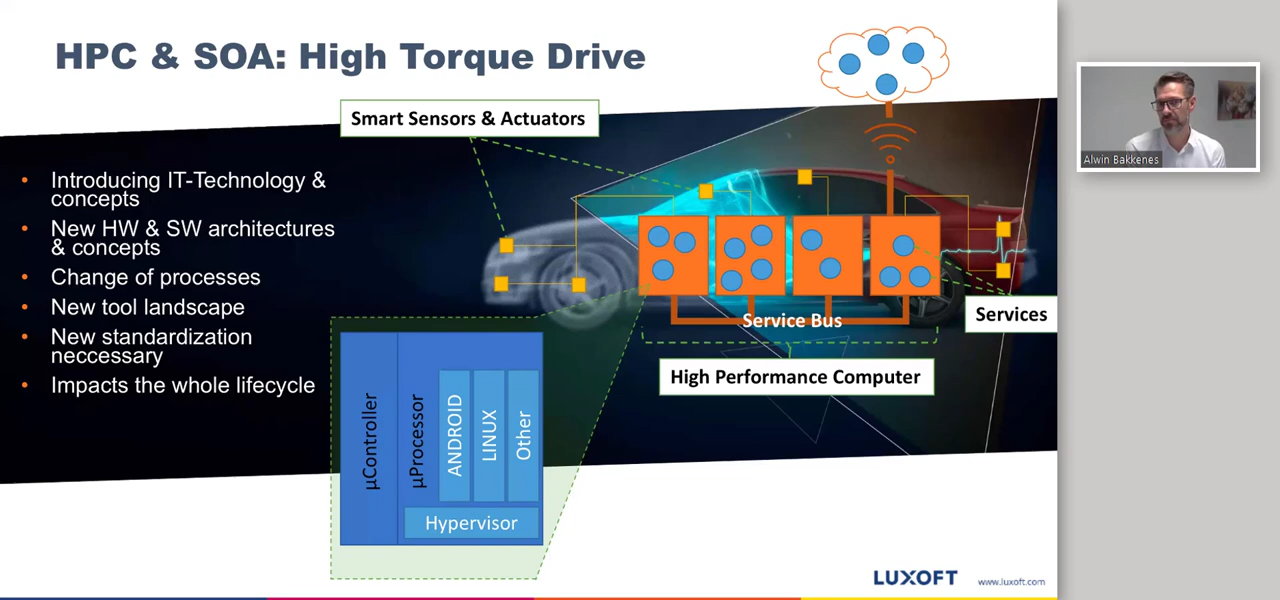 HPC & SOA: High Torque Drive
Smart Sensors & Actuators
Alwin Bakkenes
Introducing IT-Technology &
concepts
New HW & SW architectures
& concepts
Change of processes
New tool landscape
New standardization
neccessary
Impacts the whole lifecycle
Services
Service Bus
High Performance Computer
µController
µProcessor
ANDROID
LINUX
Other
Hypervisor
LUXOFT
www.luxoft.com